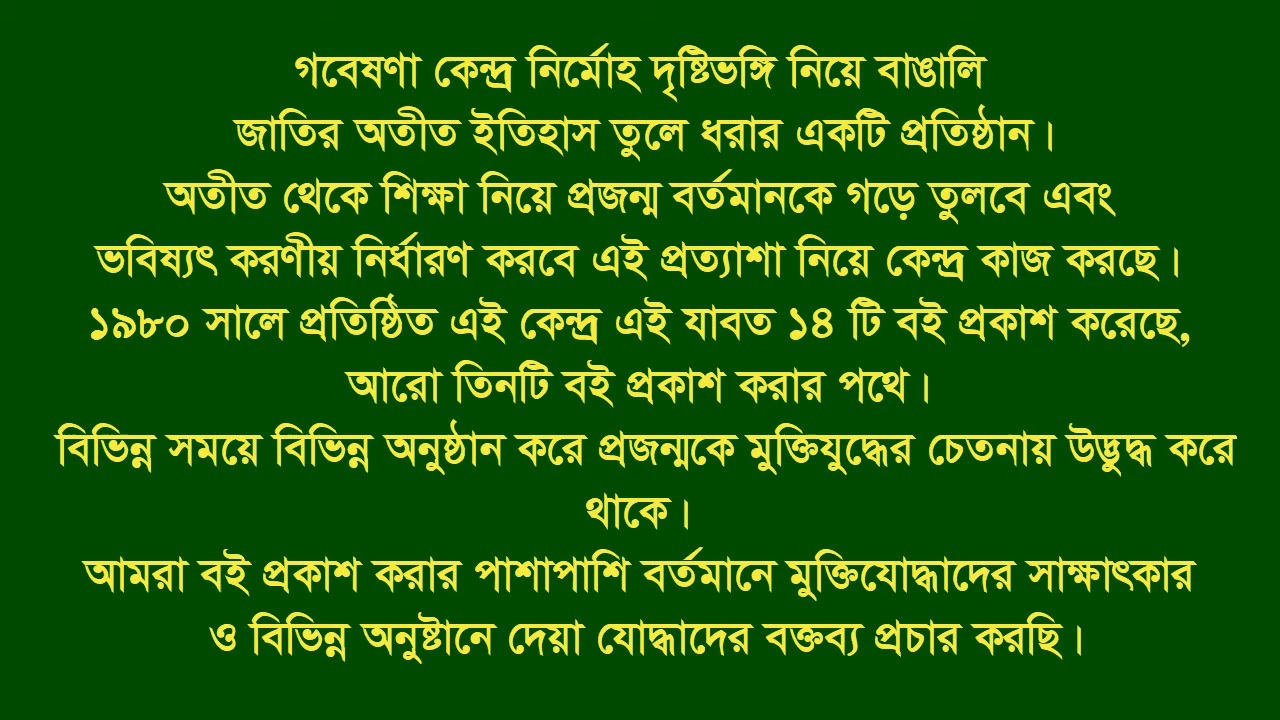 গবেষণা কেন্দ্র নির্মোহ দৃষ্টিভঙ্গি নিয়ে বাঙালি
জাতির অতীত ইতিহাস তুলে ধরার একটি প্রতিষ্ঠান।
অতীত থেকে শিক্ষা নিয়ে প্রজন্ম বর্তমানকে গড়ে তুলবে এবং
ভবিষ্যৎ করণীয় নির্ধারণ করবে এই প্রত্যাশা নিয়ে কেন্দ্র কাজ করছে।
১৯৮০ সালে প্রতিষ্ঠিত এই কেন্দ্র এই যাবত ১৪ টি বই প্রকাশ করেছে,
আরো তিনটি বই প্রকাশ করার পথে।
বিভিন্ন সময়ে বিভিন্ন অনুষ্ঠান করে প্রজন্মকে মুক্তিযুদ্ধের চেতনায় উদ্ভুদ্ধ করে
থাকে।
আমরা বই প্রকাশ করার পাশাপাশি বর্তমানে মুক্তিযোদ্ধাদের সাক্ষাৎকার
ও বিভিন্ন অনুষ্টানে দেয়া যোদ্ধাদের বক্তব্য প্রচার করছি।